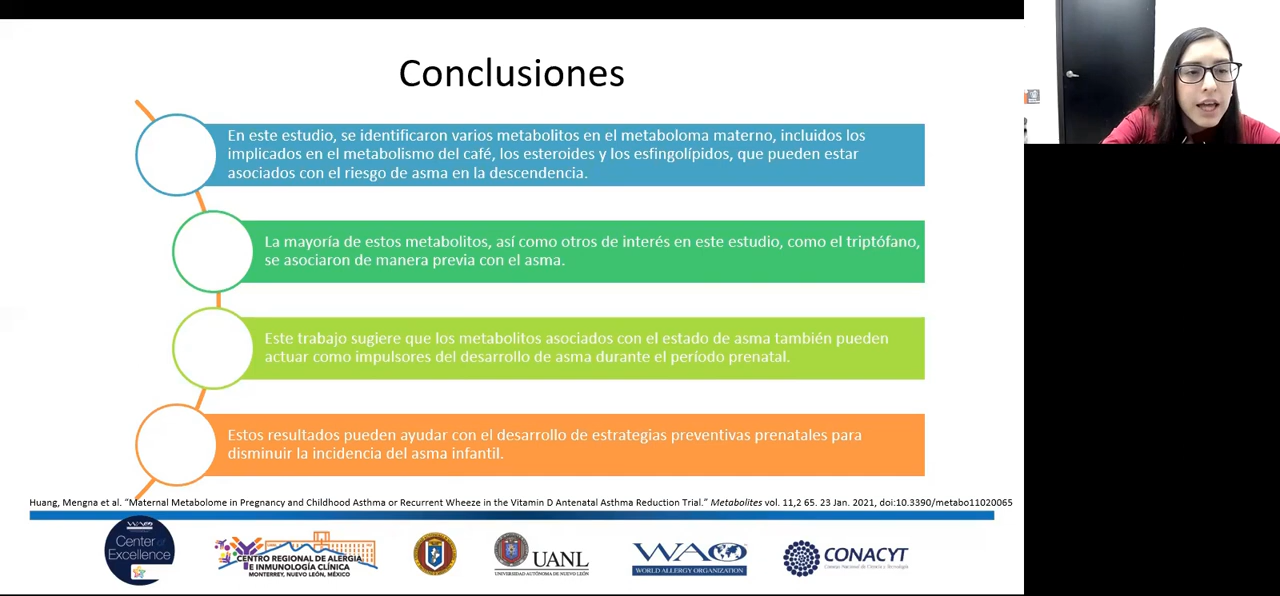 Conclusiones
En este estudio, se identificaron varios metabolitos en el metaboloma materno, incluidos los
implicados en el metabolismo del café, los esteroides y los esfingolípidos, que pueden estar
asociados con el riesgo de asma en la descendencia.
La mayoría de estos metabolitos, así como otros de interés en este estudio, como el triptófano,
se asociaron de manera previa con el asma.
Este trabajo sugiere que los metabolitos asociados con el estado de asma también pueden
actuar como impulsores del desarrollo de asma durante el período prenatal.
Estos resultados pueden ayudar con el desarrollo de estrategias preventivas prenatales para
disminuir la incidencia del asma infantil.
Huang, Mengna et al. “Maternal Metabolome in Pregnancy and Childhood Asthma or Recurrent Wheeze in the Vitamin D Antenatal Asthma Reduction Trial.” Metabolites vol. 11,2 65. 23 Jan. 2021, doi:10.3390/metabo11020065
WAO
Center of
Excellence
CENTRO REGIONAL DE ALERGIA
E INMUNOLOGÍA CLÍNICA
MONTERREY, NUEVO LEÓN, MÉXICO
UANL
UNIVERSIDAD AUTÓNOMA DE NUEVO LEÓN
WAO
WORLD ALLERGY ORGANIZATION
CONACYT
Consejo Nacional de Ciencia y Tecnología